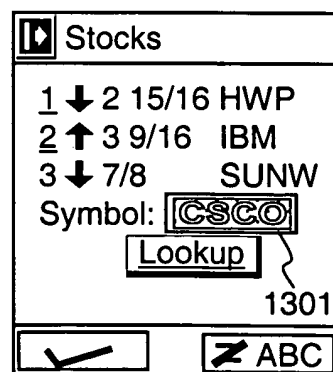 Stocks
1 ↓ 2 15/16 HWP
2 ↑ 3 9/16 IBM
3 ↓ 7/8 SUNW
Symbol: CSCO
Lookup
1301
ABC